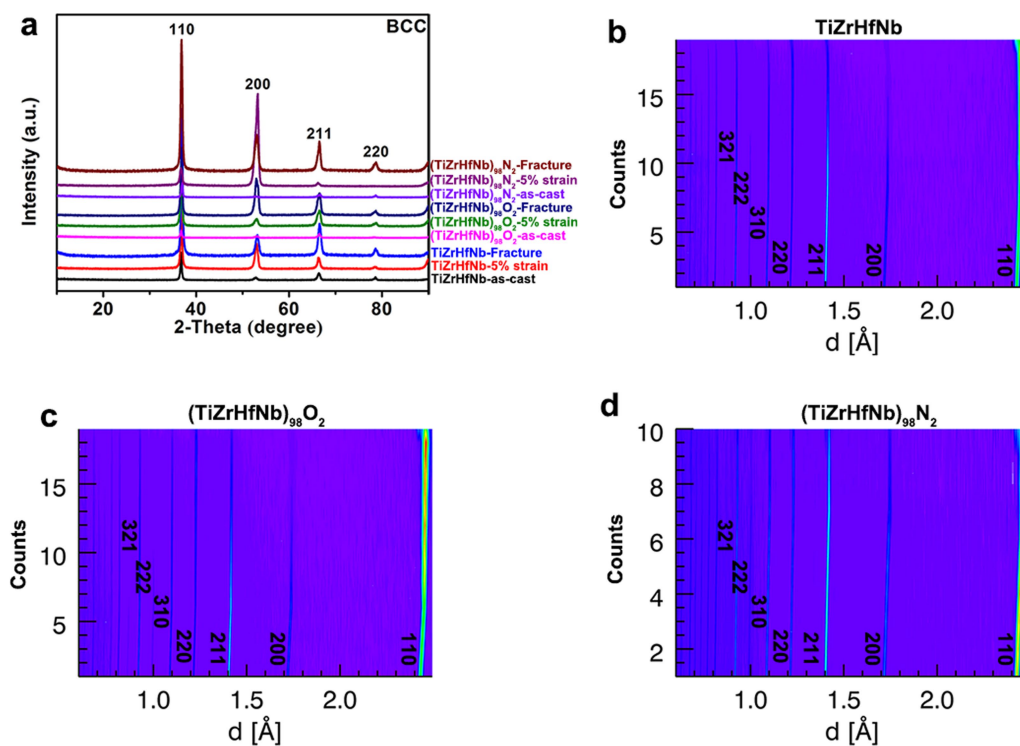 a
BCC
110
200
211
220
Intensity (a.u.)
(TiZrHfNb)₉₈N₂-Fracture
(TiZrHfNb)₉₈N₂-5% strain
(TiZrHfNb)₉₈N₂-as-cast
(TiZrHfNb)₉₈O₂-Fracture
(TiZrHfNb)₉₈O₂-5% strain
(TiZrHfNb)₉₈O₂-as-cast
TiZrHfNb-Fracture
TiZrHfNb-5% strain
TiZrHfNb-as-cast
20 40 60 80
2-Theta (degree)
b
TiZrHfNb
Counts
15
10
5
321
222
310
220
211
200
110
1.0 1.5 2.0
d [Å]
c
(TiZrHfNb)₉₈O₂
Counts
15
10
5
321
222
310
220
211
200
110
1.0 2.0
d [Å]
d
(TiZrHfNb)₉₈N₂
Counts
10
8
6
4
2
321
222
310
220
211
200
110
1.0 1.5 2.0
d [Å]